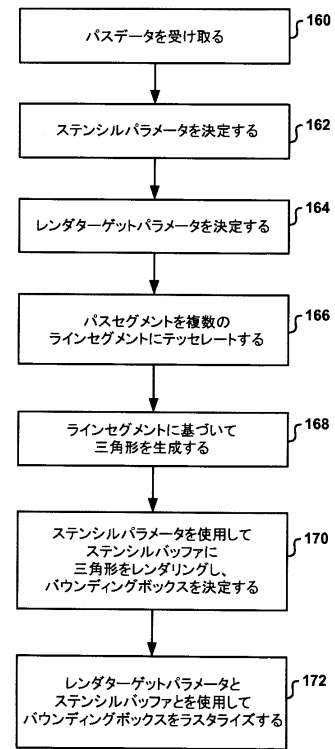 パスデータを受け取る
160
ステンシルパラメータを決定する
162
レンダターゲットパラメータを決定する
164
パスセグメントを複数の
ラインセグメントにテッセレートする
166
ラインセグメントに基づいて
三角形を生成する
168
ステンシルパラメータを使用して
ステンシルバッファに
三角形をレンダリングし、
バウンディングボックスを決定する
170
レンダターゲットパラメータと
ステンシルバッファとを使用して
バウンディングボックスをラスタライズする
172